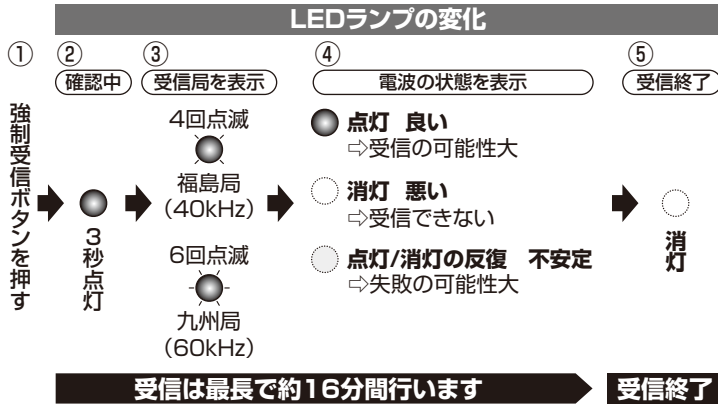 LEDランプの変化
①
強制受信ボタンを押す
②
確認中
3秒点灯
③
受信局を表示
4回点滅
福島局
(40kHz)
6回点滅
九州局
(60kHz)
④
電波の状態を表示
点灯 良い
⇨受信の可能性大
消灯 悪い
⇨受信できない
点灯/消灯の反復 不安定
⇨失敗の可能性大
⑤
受信終了
消灯
受信は最長で約16分間行います
受信終了